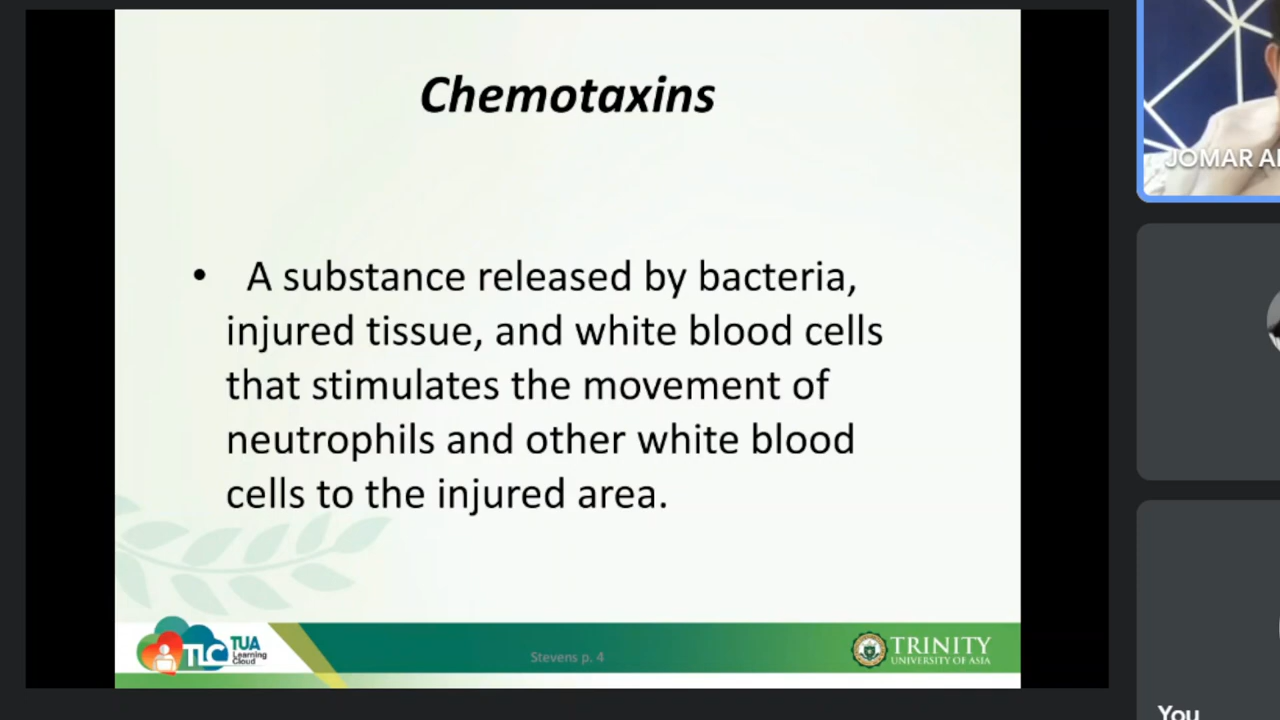 Chemotaxins
• A substance released by bacteria,
injured tissue, and white blood cells
that stimulates the movement of
neutrophils and other white blood
cells to the injured area.
TLC
TUA
Learning
Cloud
Stevens p. 4
TRINITY
UNIVERSITY OF ASIA
JOMAR
You